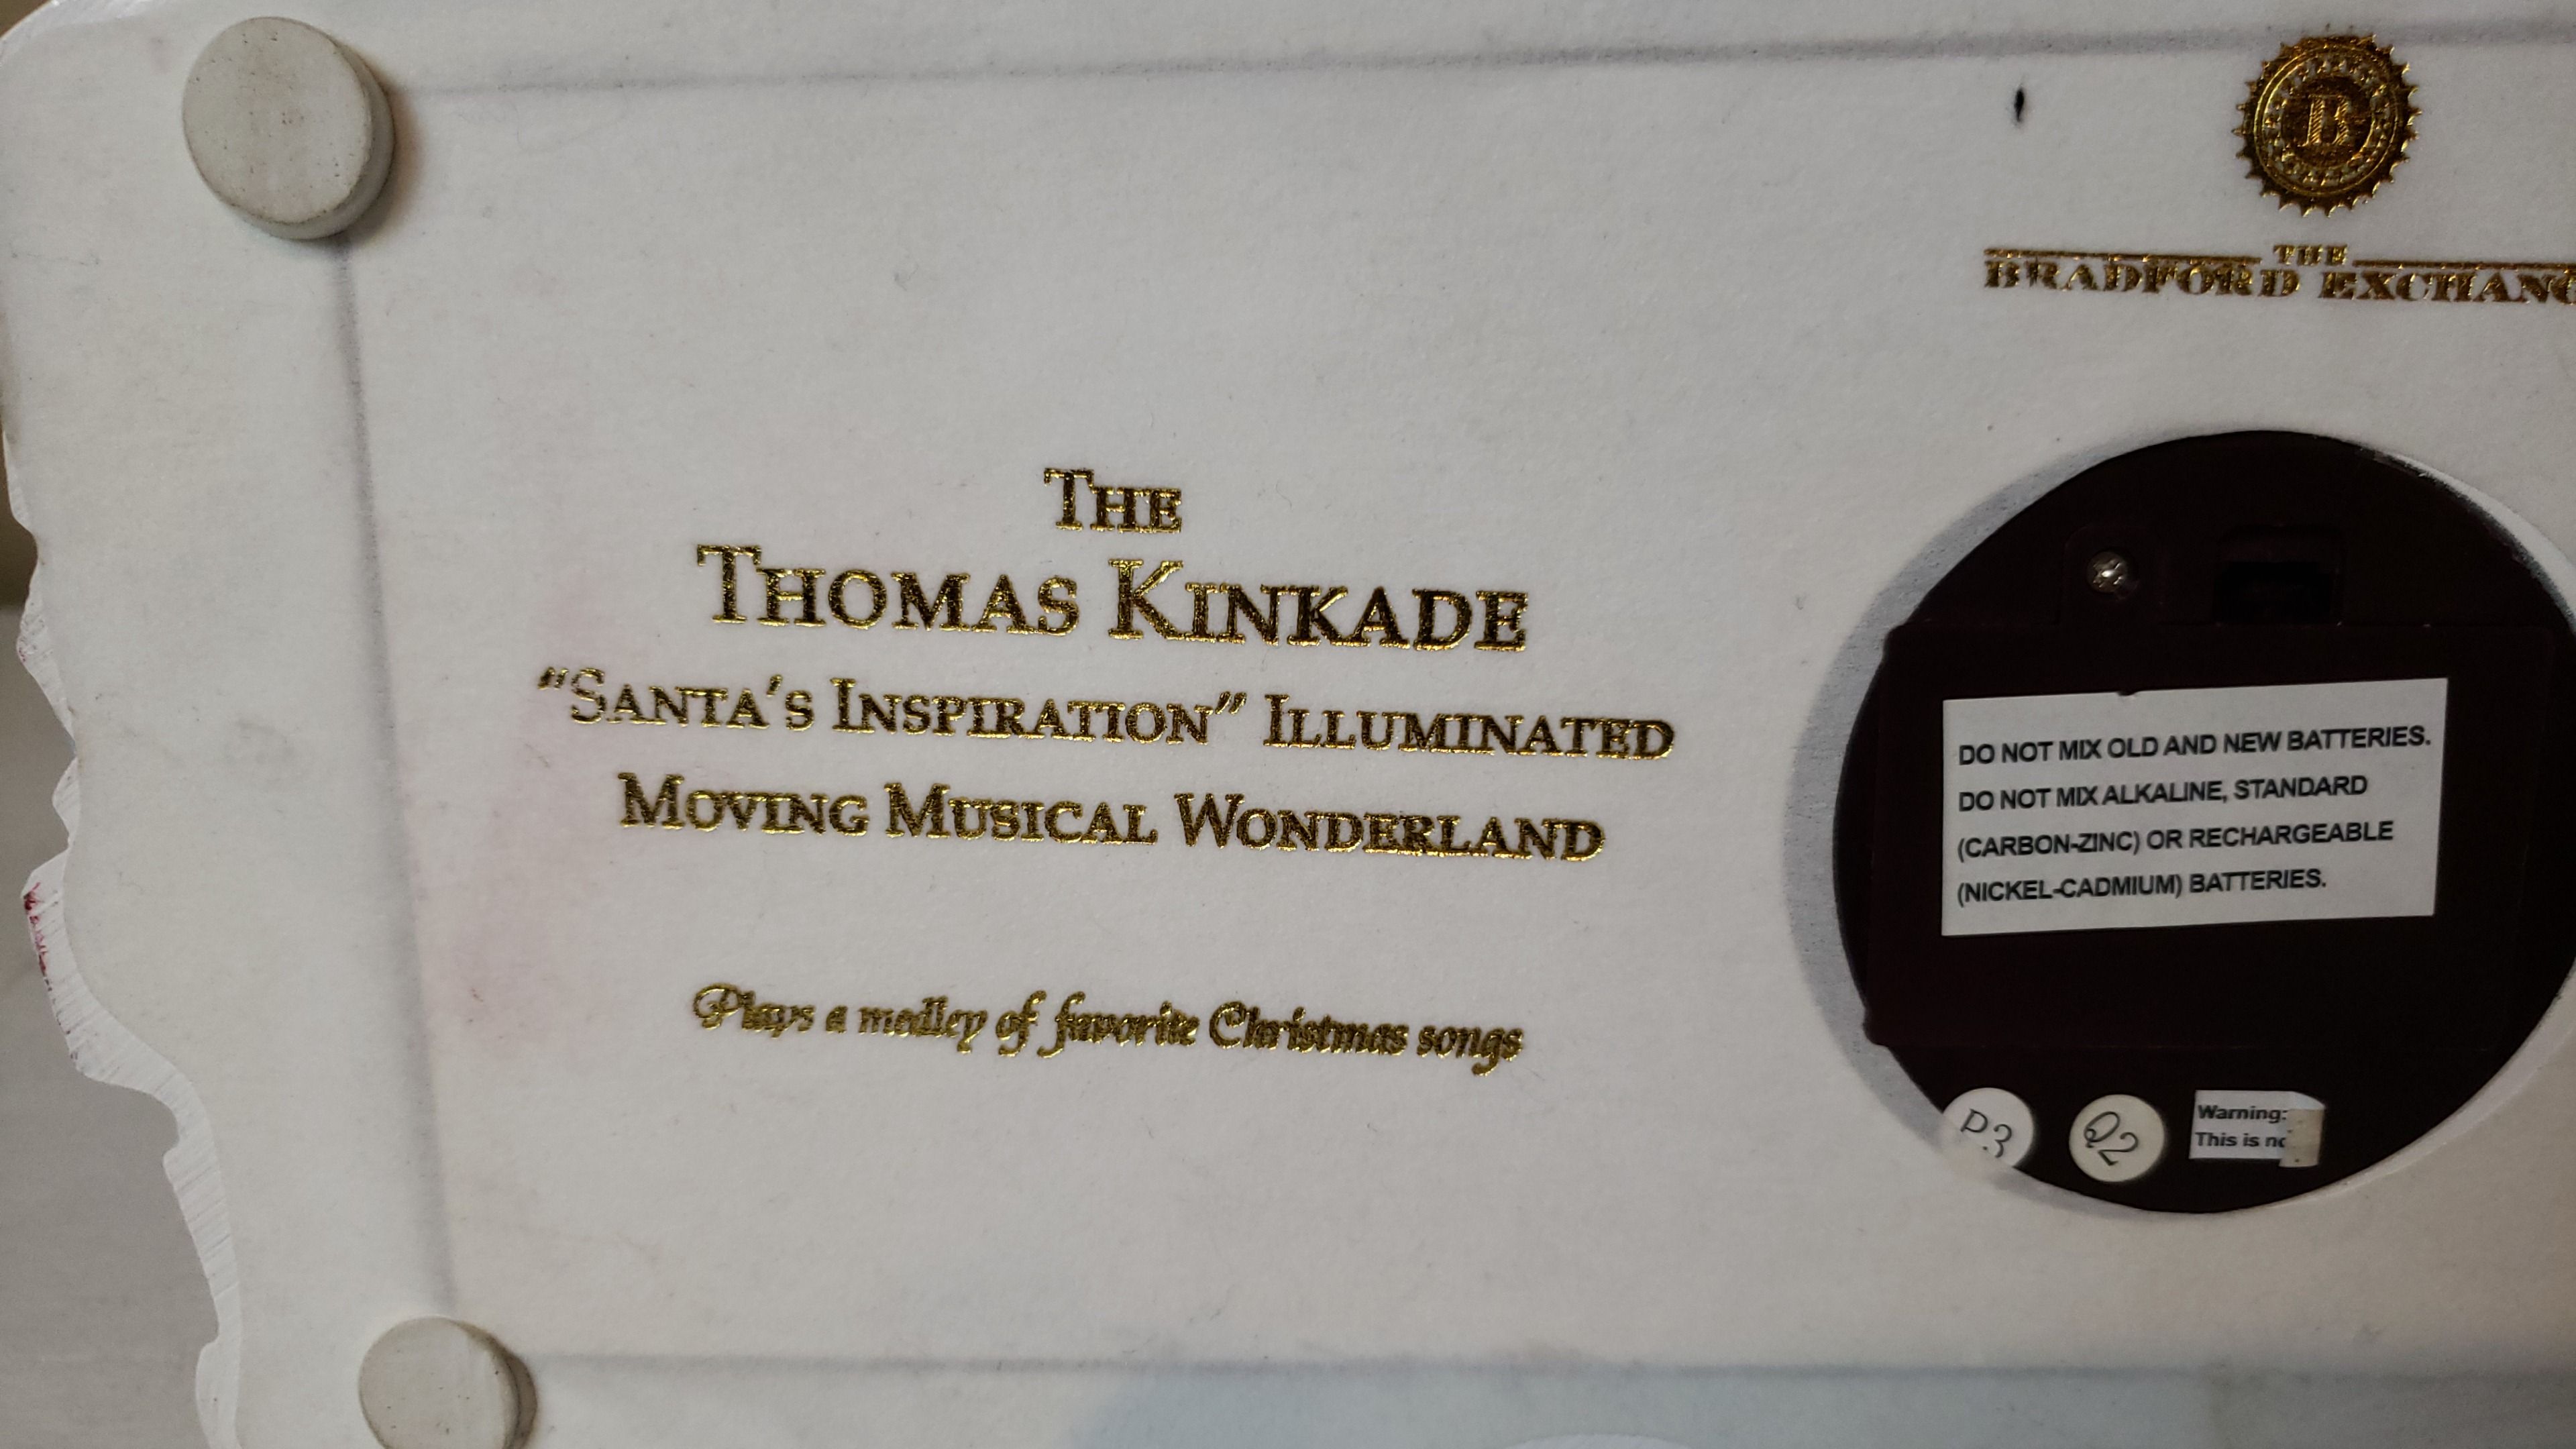 B
THE
BRADFORD EXCHANG
THE
THOMAS KINKADE
"SANTA'S INSPIRATION" ILLUMINATED
MOVING MUSICAL WONDERLAND
Plays a medley of favorite Christmas songs
DO NOT MIX OLD AND NEW BATTERIES.
DO NOT MIX ALKALINE, STANDARD
(CARBON-ZINC) OR RECHARGEABLE
(NICKEL-CADMIUM) BATTERIES.
P3
Q2
Warning:
This is